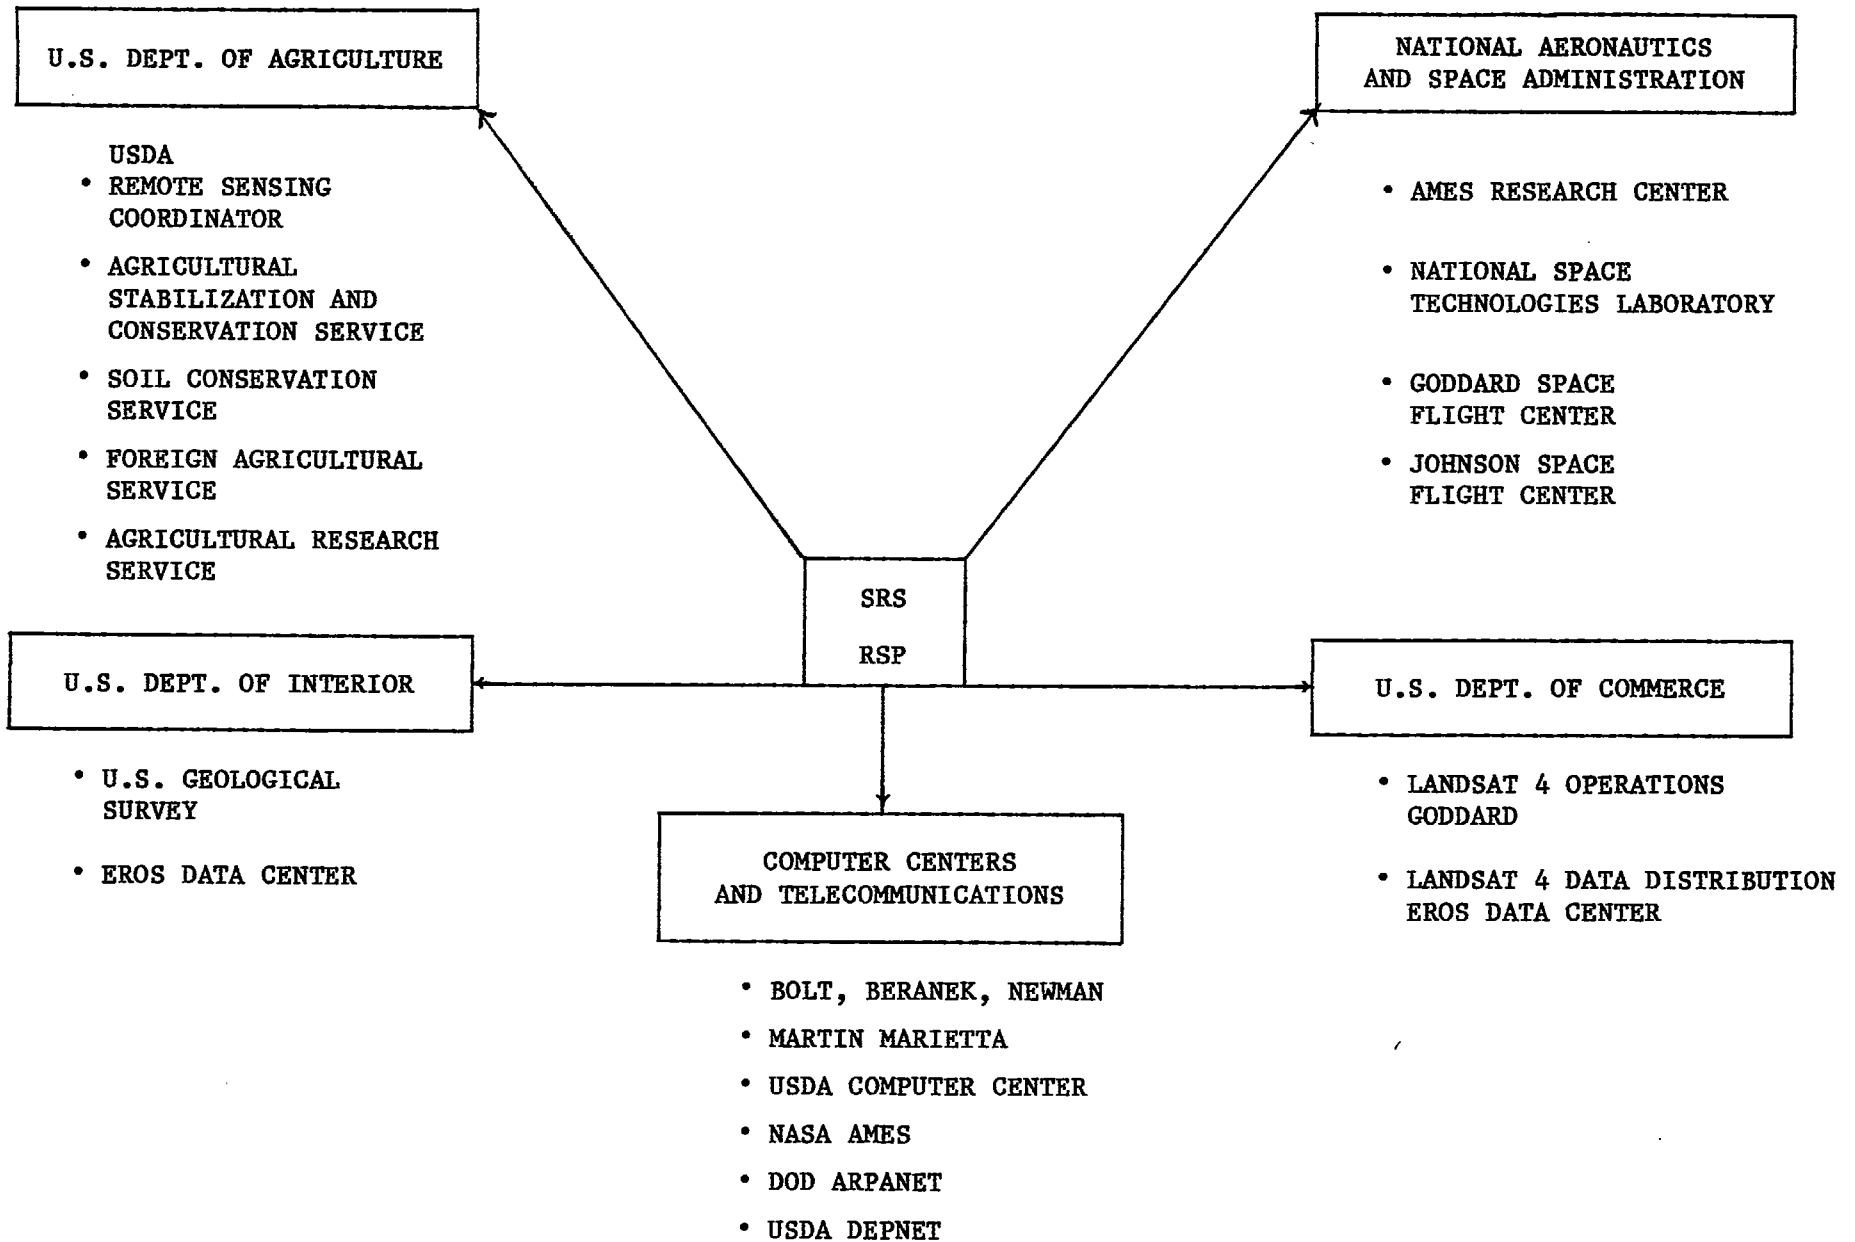 U.S. DEPT. OF AGRICULTURE
USDA
• REMOTE SENSING
COORDINATOR
• AGRICULTURAL
STABILIZATION AND
CONSERVATION SERVICE
• SOIL CONSERVATION
SERVICE
• FOREIGN AGRICULTURAL
SERVICE
• AGRICULTURAL RESEARCH
SERVICE
NATIONAL AERONAUTICS
AND SPACE ADMINISTRATION
• AMES RESEARCH CENTER
• NATIONAL SPACE
TECHNOLOGIES LABORATORY
• GODDARD SPACE
FLIGHT CENTER
• JOHNSON SPACE
FLIGHT CENTER
SRS
RSP
U.S. DEPT. OF INTERIOR
• U.S. GEOLOGICAL
SURVEY
• EROS DATA CENTER
COMPUTER CENTERS
AND TELECOMMUNICATIONS
• BOLT, BERANEK, NEWMAN
• MARTIN MARIETTA
• USDA COMPUTER CENTER
• NASA AMES
• DOD ARPANET
• USDA DEPNET
U.S. DEPT. OF COMMERCE
• LANDSAT 4 OPERATIONS
GODDARD
• LANDSAT 4 DATA DISTRIBUTION
EROS DATA CENTER